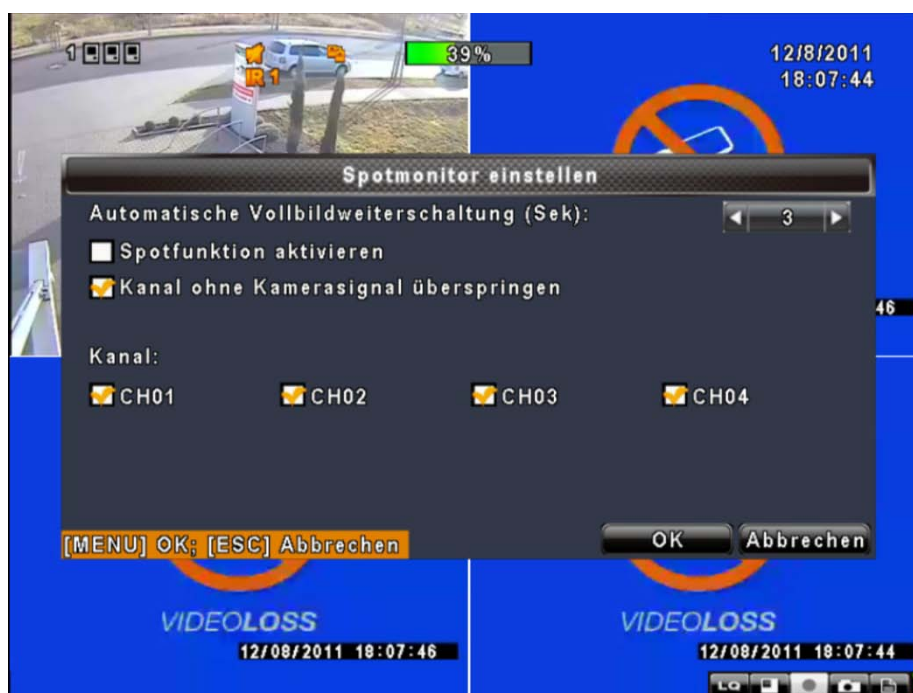 1
39%
12/8/2011
18:07:44
IR 1
Spotmonitor einstellen
Automatische Vollbildweiterschaltung (Sek):
3
Spotfunktion aktivieren
Kanal ohne Kamerasignal überspringen
46
Kanal:
CH01 CH02 CH03 CH04
[MENU] OK; [ESC] Abbrechen
OK
Abbrechen
VIDEOLOSS
VIDEOLOSS
12/08/2011 18:07:46
12/08/2011 18:07:44
LQ